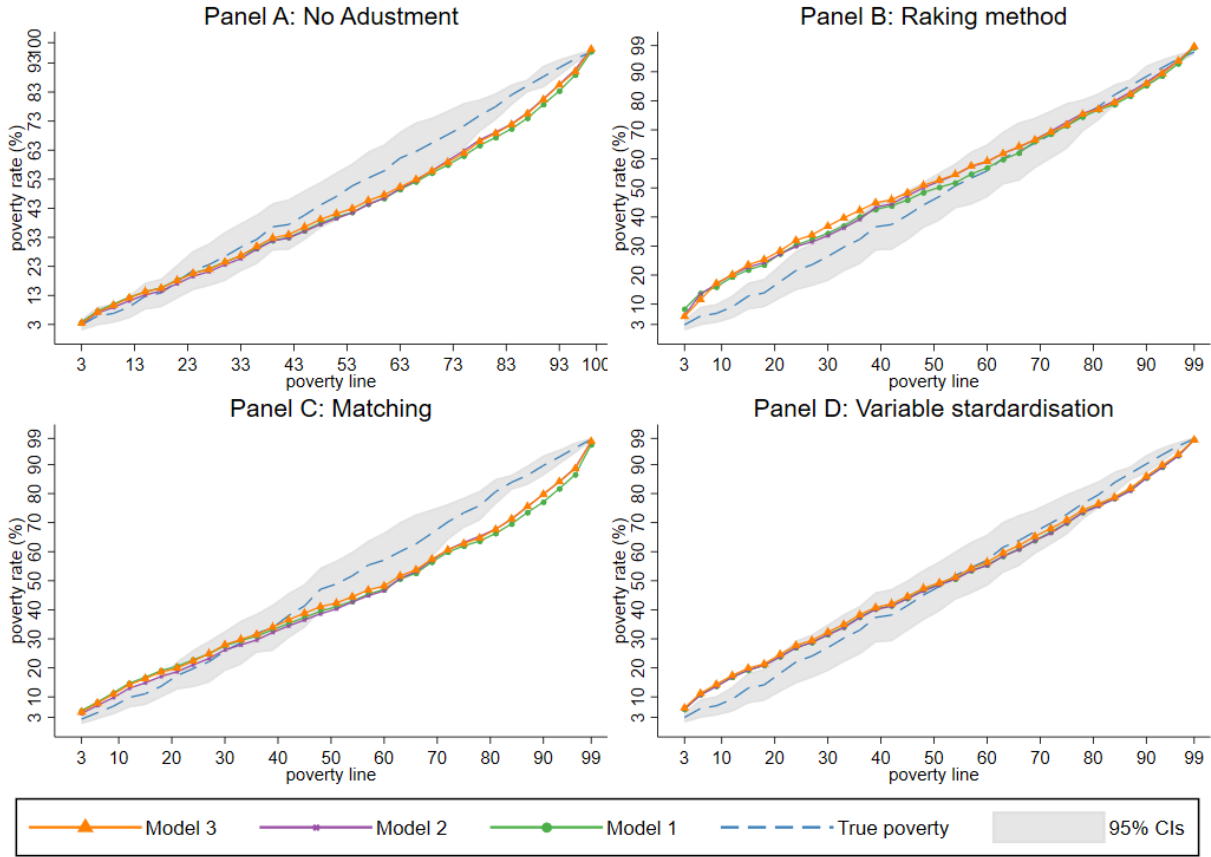 Panel A: No Adustment
poverty rate (%)
3 13 23 33 43 53 63 73 83 93 100
3 13 23 33 43 53 63 73 83 93 100
poverty line
Panel B: Raking method
poverty rate (%)
3 10 20 30 40 50 60 70 80 90 99
3 10 20 30 40 50 60 70 80 90 99
poverty line
Panel C: Matching
poverty rate (%)
3 10 20 30 40 50 60 70 80 90 99
3 10 20 30 40 50 60 70 80 90 99
poverty line
Panel D: Variable stardardisation
poverty rate (%)
3 10 20 30 40 50 60 70 80 90 99
3 10 20 30 40 50 60 70 80 90 99
poverty line
Model 3 Model 2 Model 1 True poverty 95% CIs